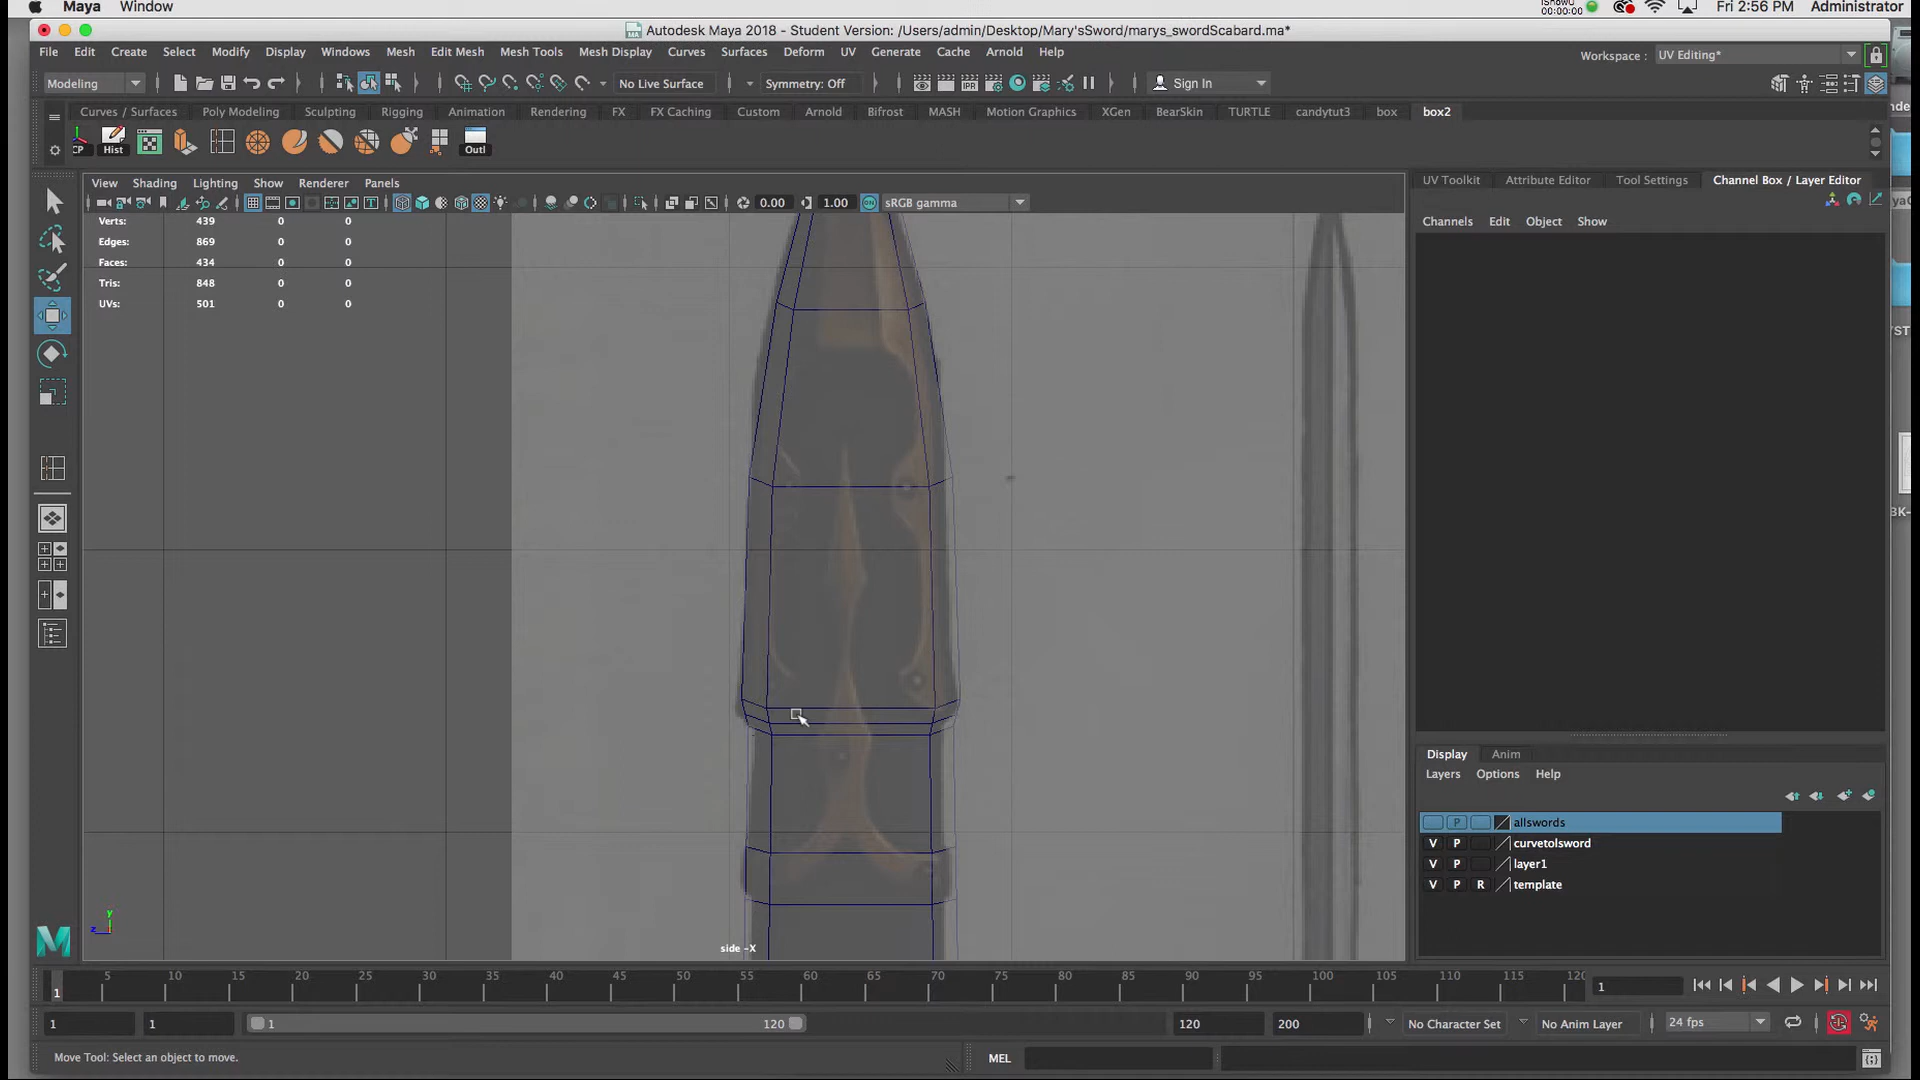 Maya Window
iShowU
00:00:00
Fri 2:56 PM Administrator
Autodesk Maya 2018 - Student Version: /Users/admin/Desktop/Mary'sSword/marys_swordScabard.ma*
File Edit Create Select Modify Display Windows Mesh Edit Mesh Mesh Tools Mesh Display Curves Surfaces Deform UV Generate Cache Arnold Help
Workspace : UV Editing*
Modeling
No Live Surface
Symmetry: Off
Sign In
Curves / Surfaces Poly Modeling Sculpting Rigging Animation Rendering FX FX Caching Custom Arnold Bifrost MASH Motion Graphics XGen BearSkin TURTLE candytut3 box box2
CP Hist Outl
IPR
View Shading Lighting Show Renderer Panels
0.00 1.00 ON sRGB gamma
Verts: 439 0 0
Edges: 869 0 0
Faces: 434 0 0
Tris: 848 0 0
UVs: 501 0 0
UV Toolkit Attribute Editor Tool Settings Channel Box / Layer Editor
Channels Edit Object Show
Display Anim
Layers Options Help
P allswords
V P curvetolsword
V P layer1
V P R template
y
z
side -X
5 10 15 20 25 30 35 40 45 50 55 60 65 70 75 80 85 90 95 100 105 110 115 120
1
1
1 1 1 120 120 200 No Character Set No Anim Layer 24 fps
Move Tool: Select an object to move.
MEL